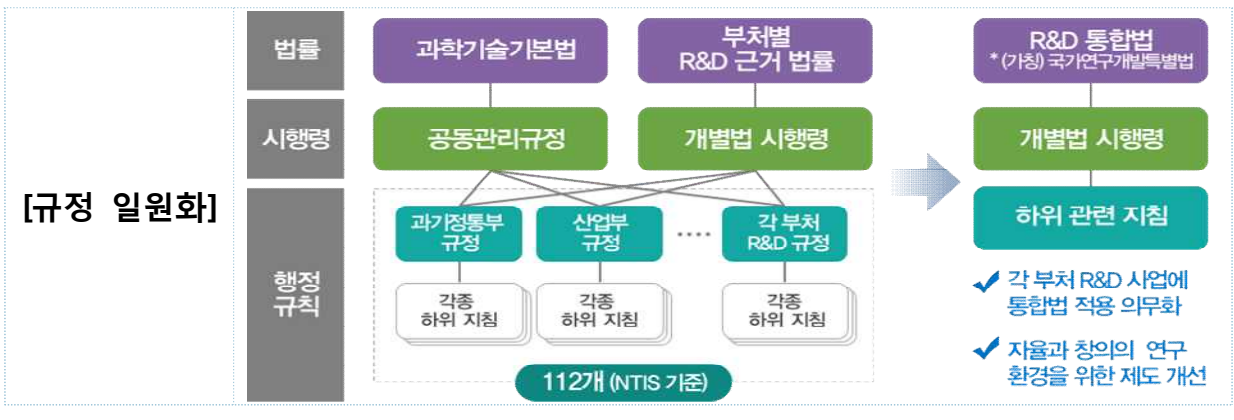 [규정 일원화]
법률
과학기술기본법
부처별
R&D 근거 법률
R&D 통합법
*(가칭) 국가연구개발특별법
시행령
공동관리규정
개별법 시행령
개별법 시행령
행정
규칙
과기정통부
규정
산업부
규정
····
각 부처
R&D 규정
하위 관련 지침
각종
하위 지침
각종
하위 지침
각종
하위 지침
112개 (NTIS 기준)
✔ 각 부처 R&D 사업에
통합법 적용 의무화
✔ 자율과 창의의 연구
환경을 위한 제도 개선